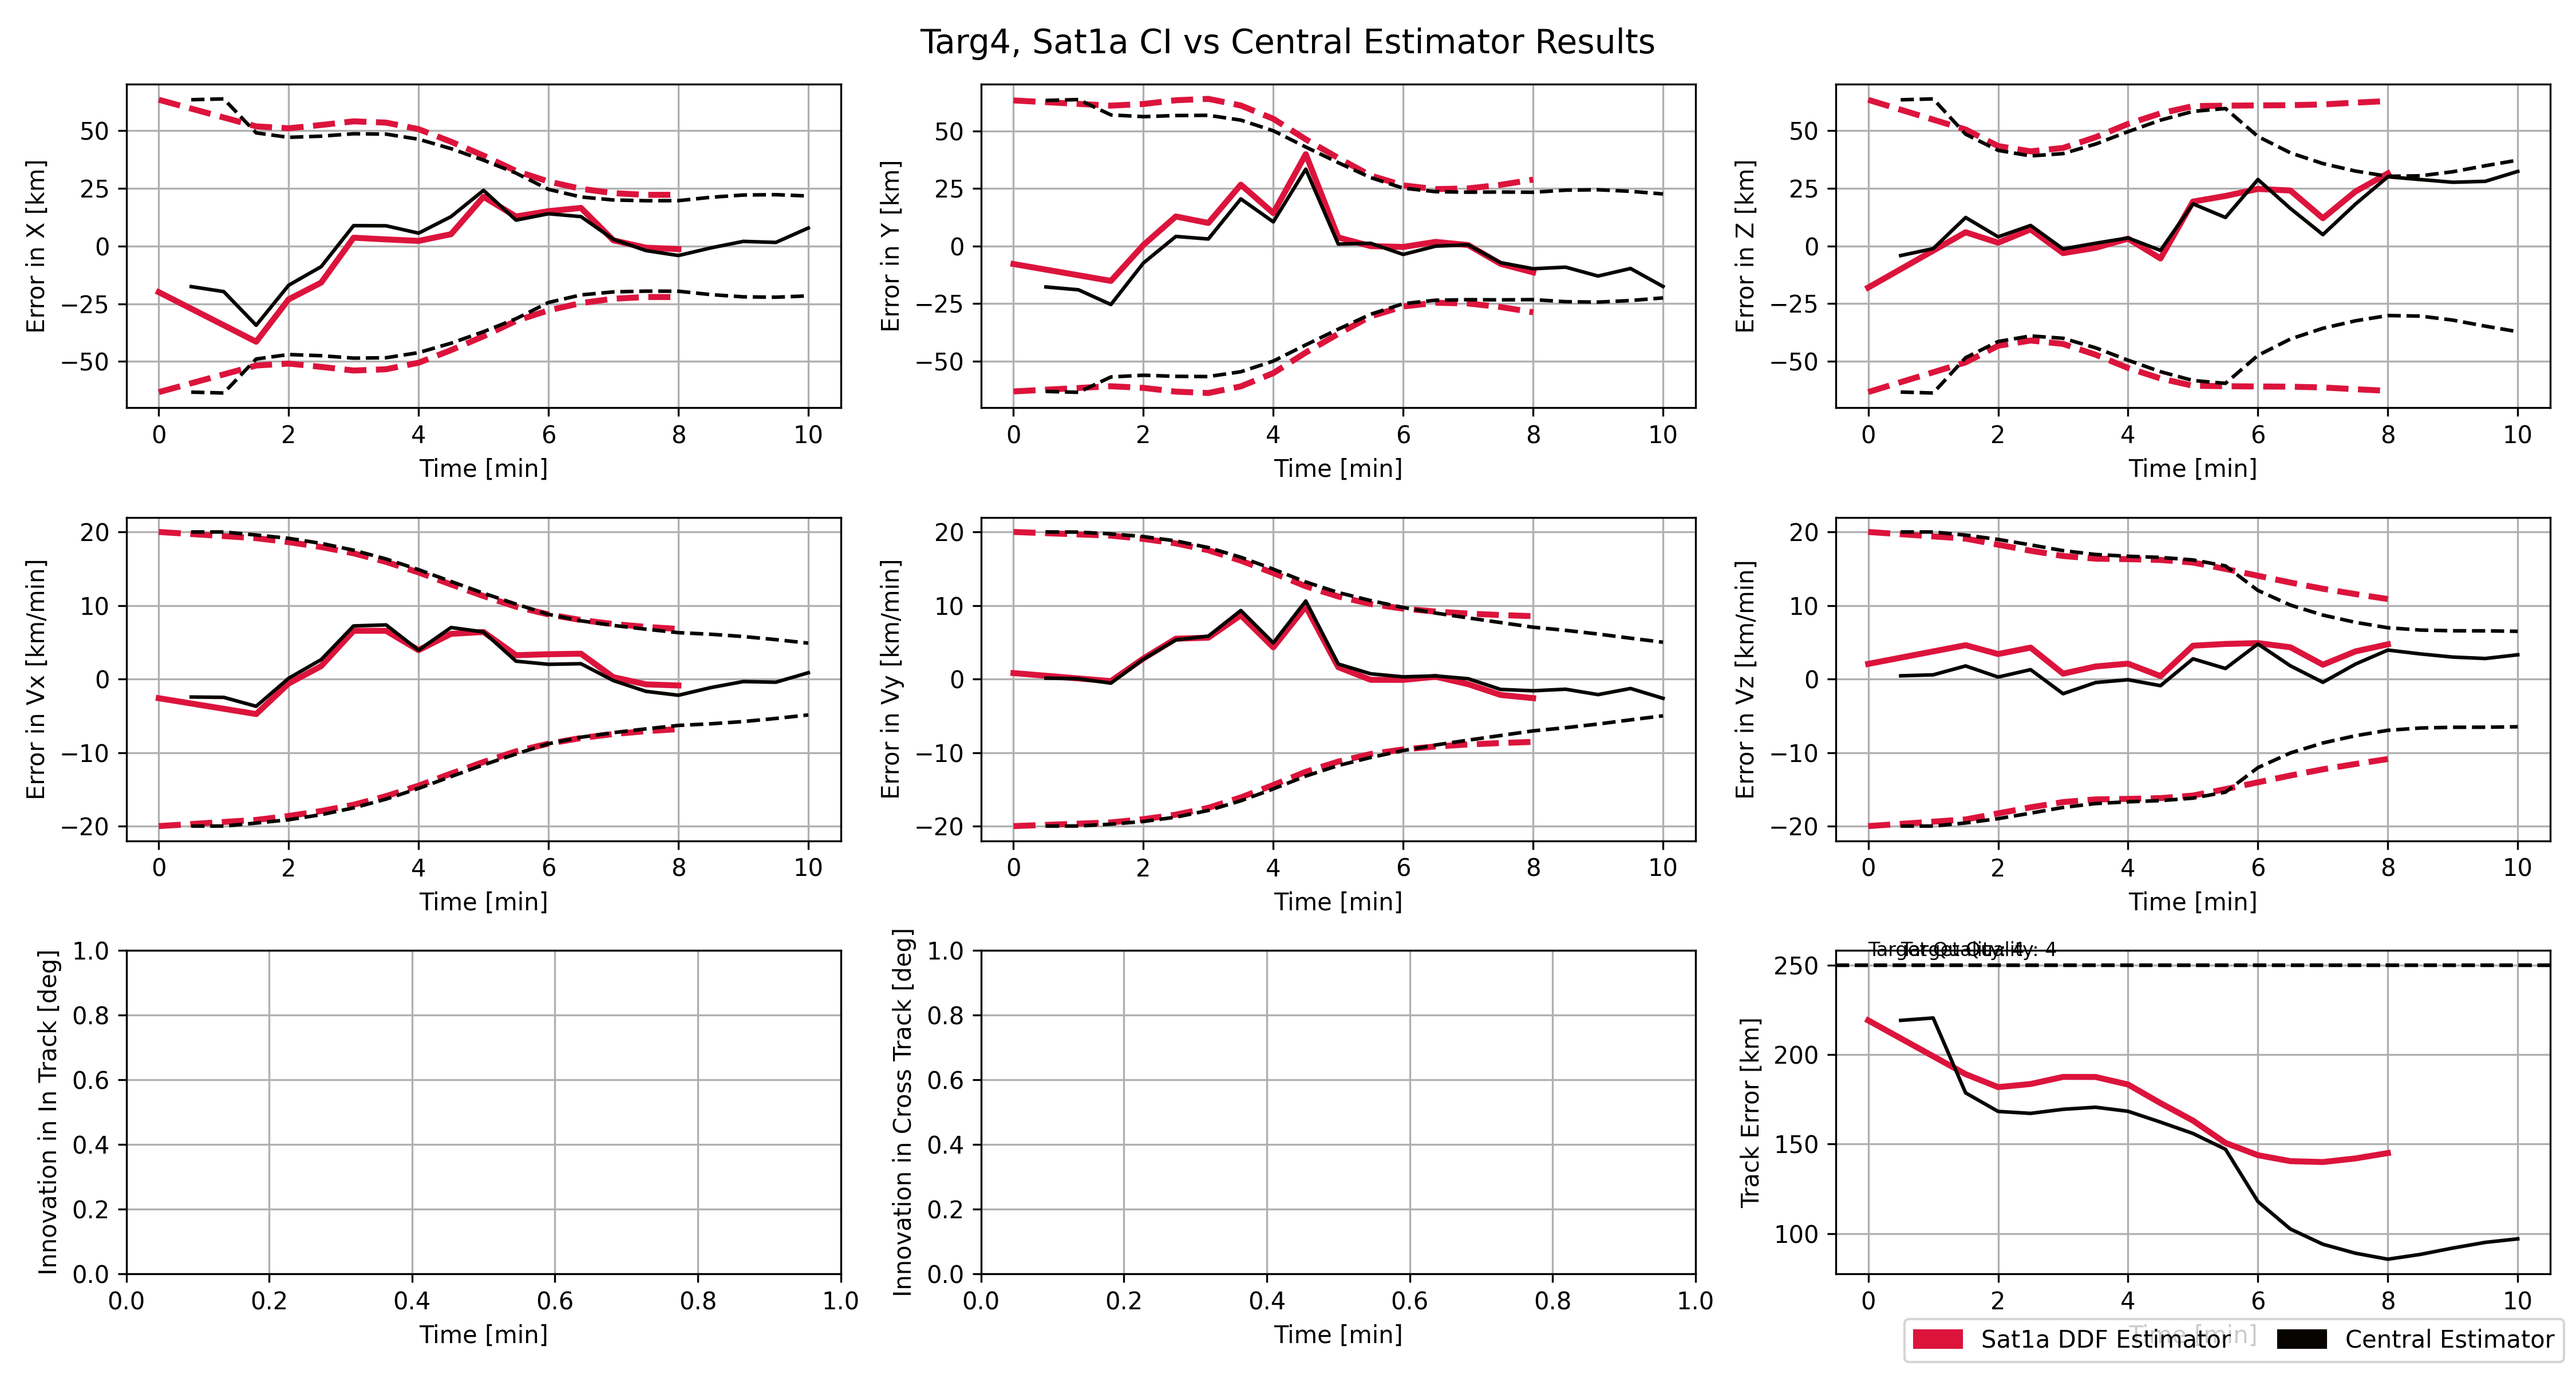 Targ4, Sat1a CI vs Central Estimator Results
Error in X [km]
50
25
0
−25
−50
0 2 4 6 8 10
Time [min]
Error in Y [km]
50
25
0
−25
−50
0 2 4 6 8 10
Time [min]
Error in Z [km]
50
25
0
−25
−50
0 2 4 6 8 10
Time [min]
Error in Vx [km/min]
20
10
0
−10
−20
0 2 4 6 8 10
Time [min]
Error in Vy [km/min]
20
10
0
−10
−20
0 2 4 6 8 10
Time [min]
Error in Vz [km/min]
20
10
0
−10
−20
0 2 4 6 8 10
Time [min]
Innovation in In Track [deg]
1.0
0.8
0.6
0.4
0.2
0.0
0.0 0.2 0.4 0.6 0.8 1.0
Time [min]
Innovation in Cross Track [deg]
1.0
0.8
0.6
0.4
0.2
0.0
0.0 0.2 0.4 0.6 0.8 1.0
Time [min]
Target Quality: 4
Target Quality: 4
Track Error [km]
250
200
150
100
0 2 4 6 8 10
Time [min]
Sat1a DDF Estimator
Central Estimator